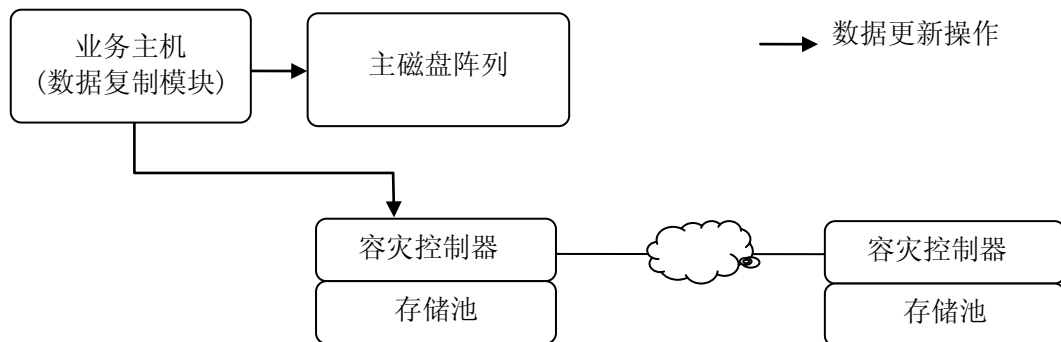 业务主机
(数据复制模块)
主磁盘阵列
数据更新操作
容灾控制器
存储池
容灾控制器
存储池